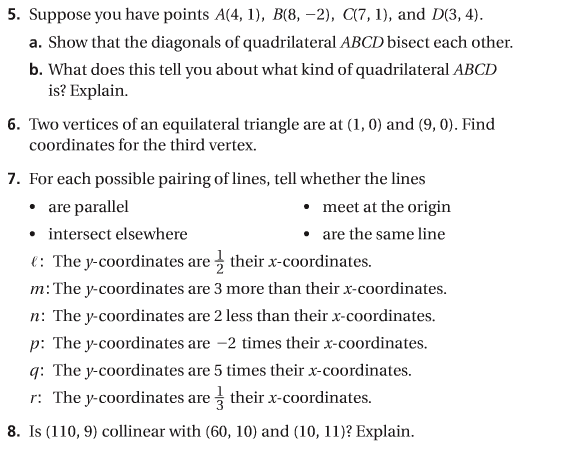 5. Suppose you have points A(4, 1), B(8, −2), C(7, 1), and D(3, 4).
a. Show that the diagonals of quadrilateral ABCD bisect each other.
b. What does this tell you about what kind of quadrilateral ABCD
is? Explain.
6. Two vertices of an equilateral triangle are at (1, 0) and (9, 0). Find
coordinates for the third vertex.
7. For each possible pairing of lines, tell whether the lines
• are parallel • meet at the origin
• intersect elsewhere • are the same line
ℓ: The y-coordinates are 1/2 their x-coordinates.
m: The y-coordinates are 3 more than their x-coordinates.
n: The y-coordinates are 2 less than their x-coordinates.
p: The y-coordinates are −2 times their x-coordinates.
q: The y-coordinates are 5 times their x-coordinates.
r: The y-coordinates are 1/3 their x-coordinates.
8. Is (110, 9) collinear with (60, 10) and (10, 11)? Explain.